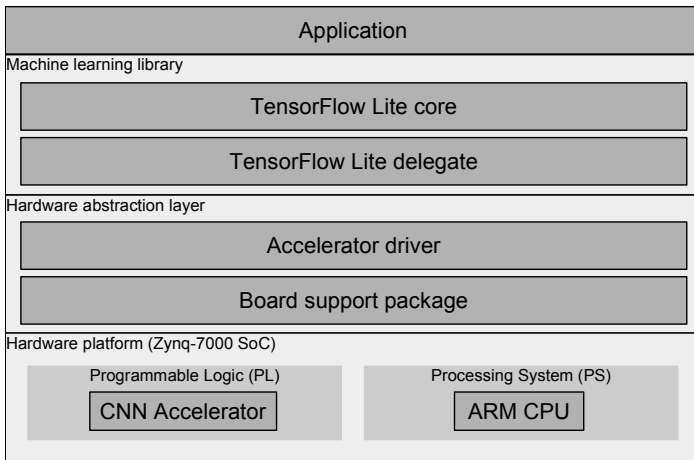 Application
Machine learning library
TensorFlow Lite core
TensorFlow Lite delegate
Hardware abstraction layer
Accelerator driver
Board support package
Hardware platform (Zynq-7000 SoC)
Programmable Logic (PL)
Processing System (PS)
CNN Accelerator
ARM CPU